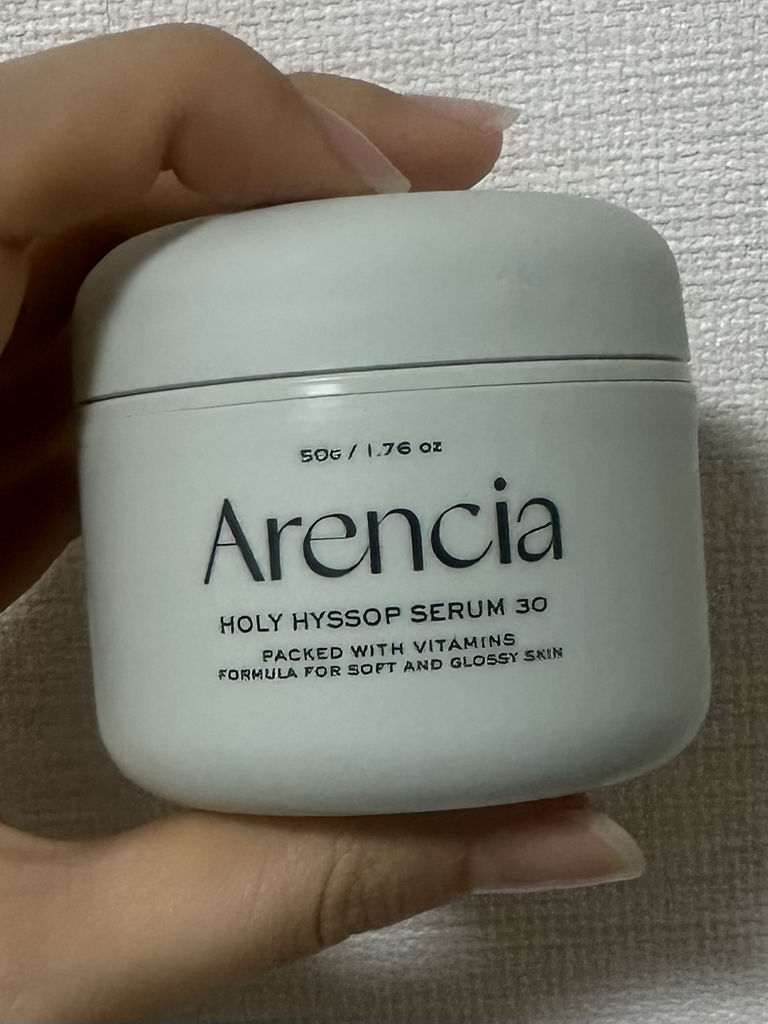 50G / 1.76 oz
Arencia
HOLY HYSSOP SERUM 30
PACKED WITH VITAMINS
FORMULA FOR SOFT AND GLOSSY SKIN